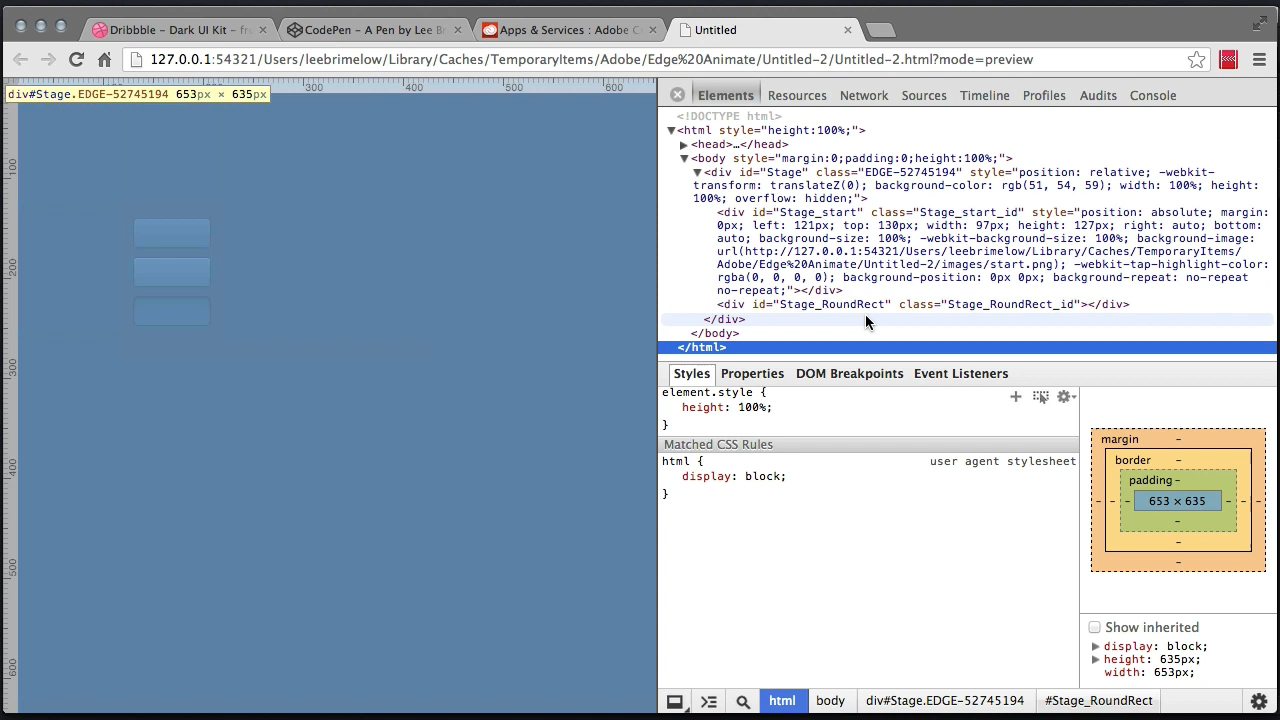 Dribbble – Dark UI Kit – fr
CodePen – A Pen by Lee B
Apps & Services : Adobe C
Untitled
127.0.0.1:54321/Users/leebrimelow/Library/Caches/TemporaryItems/Adobe/Edge%20Animate/Untitled-2/Untitled-2.html?mode=preview
300 400 500 600
div#Stage.EDGE-52745194 653px × 635px
100
200
300
400
500
600
Elements Resources Network Sources Timeline Profiles Audits Console
<!DOCTYPE html>
▼<html style="height:100%;">
▶<head>…</head>
▼<body style="margin:0;padding:0;height:100%;">
▼<div id="Stage" class="EDGE-52745194" style="position: relative; -webkit-
transform: translateZ(0); background-color: rgb(51, 54, 59); width: 100%; height:
100%; overflow: hidden;">
<div id="Stage_start" class="Stage_start_id" style="position: absolute; margin:
0px; left: 121px; top: 130px; width: 97px; height: 127px; right: auto; bottom:
auto; background-size: 100%; -webkit-background-size: 100%; background-image:
url(http://127.0.0.1:54321/Users/leebrimelow/Library/Caches/TemporaryItems/
Adobe/Edge%20Animate/Untitled-2/images/start.png); -webkit-tap-highlight-color:
rgba(0, 0, 0, 0); background-position: 0px 0px; background-repeat: no-repeat
no-repeat;"></div>
<div id="Stage_RoundRect" class="Stage_RoundRect_id"></div>
</div>
</body>
</html>
Styles Properties DOM Breakpoints Event Listeners
element.style {
height: 100%;
}
Matched CSS Rules
html { user agent stylesheet
display: block;
}
margin –
border –
padding –
– – – 653 × 635 – – –
–
–
–
Show inherited
▶ display: block;
▶ height: 635px;
width: 653px;
html body div#Stage.EDGE-52745194 #Stage_RoundRect